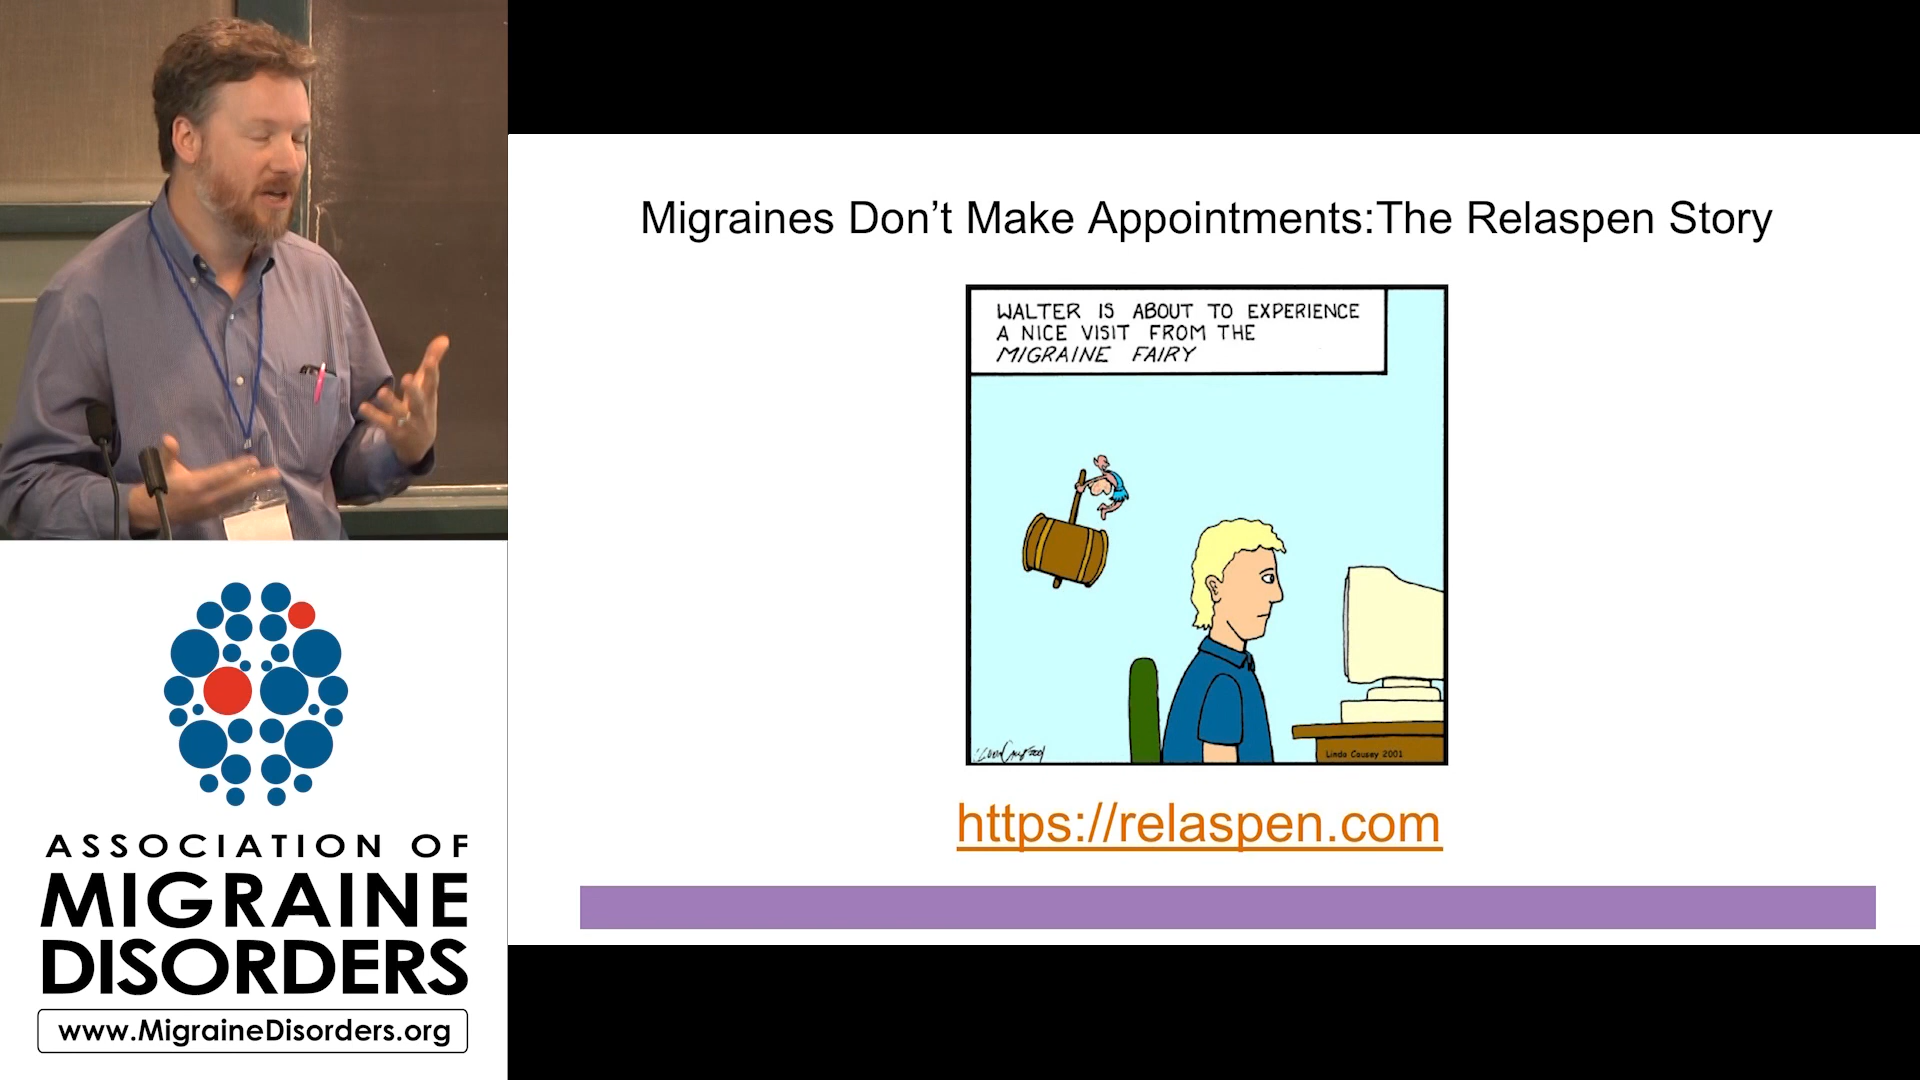 Migraines Don’t Make Appointments:The Relaspen Story
WALTER IS ABOUT TO EXPERIENCE
A NICE VISIT FROM THE
MIGRAINE FAIRY
Linda Causey 2001
https://relaspen.com
ASSOCIATION OF
MIGRAINE
DISORDERS
www.MigraineDisorders.org